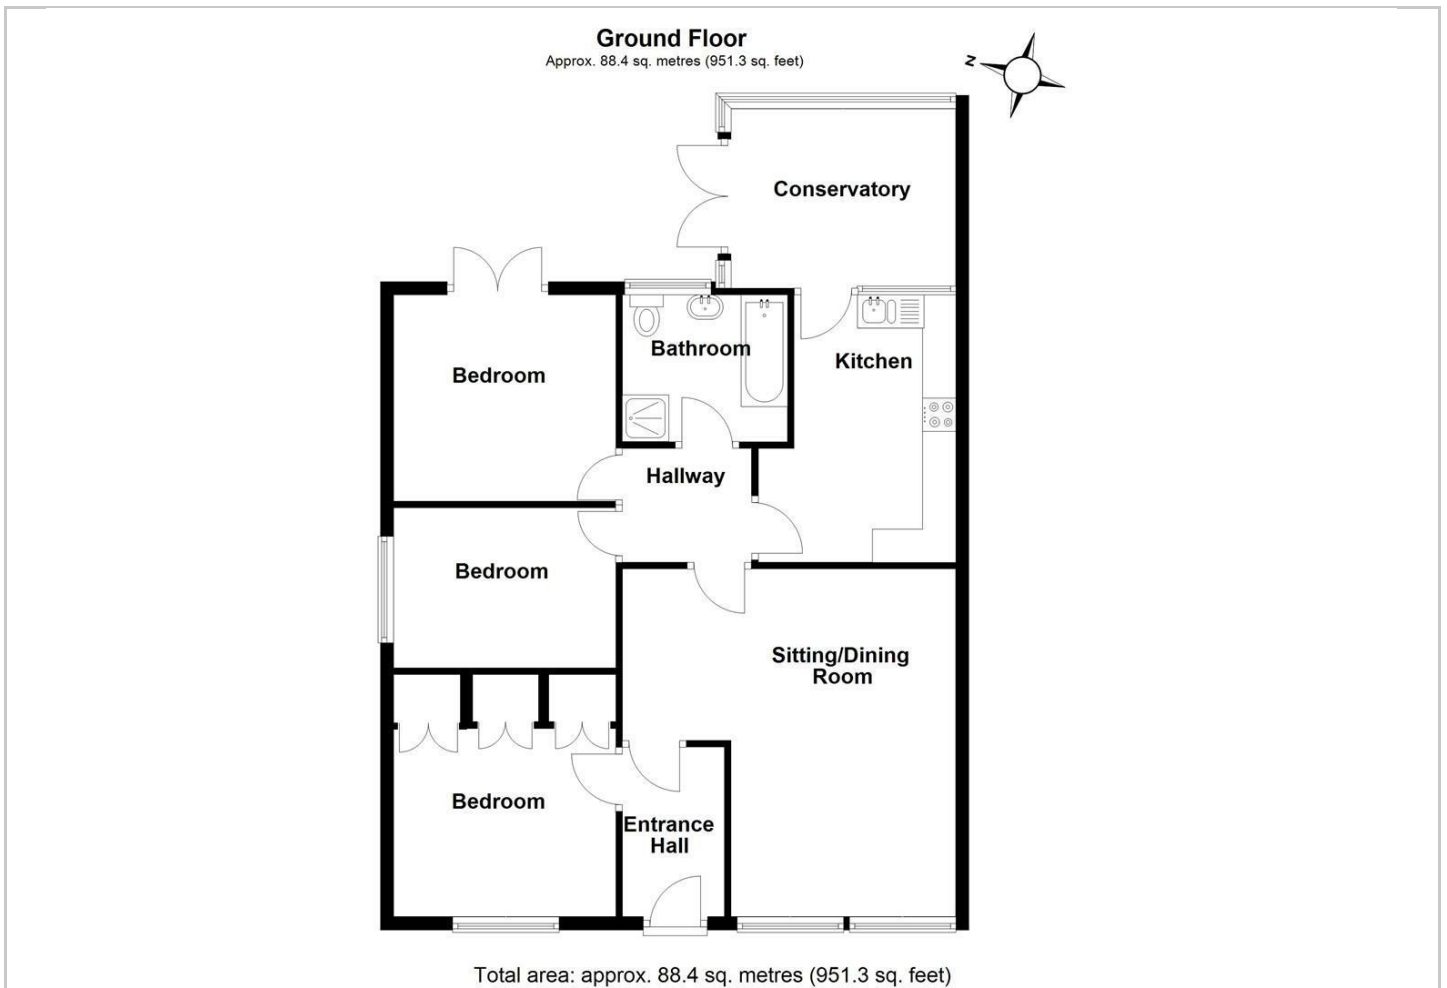 Ground Floor
Approx. 88.4 sq. metres (951.3 sq. feet)
N
Conservatory
Bathroom
Kitchen
Bedroom
Hallway
Bedroom
Sitting/Dining
Room
Bedroom
Entrance
Hall
Total area: approx. 88.4 sq. metres (951.3 sq. feet)